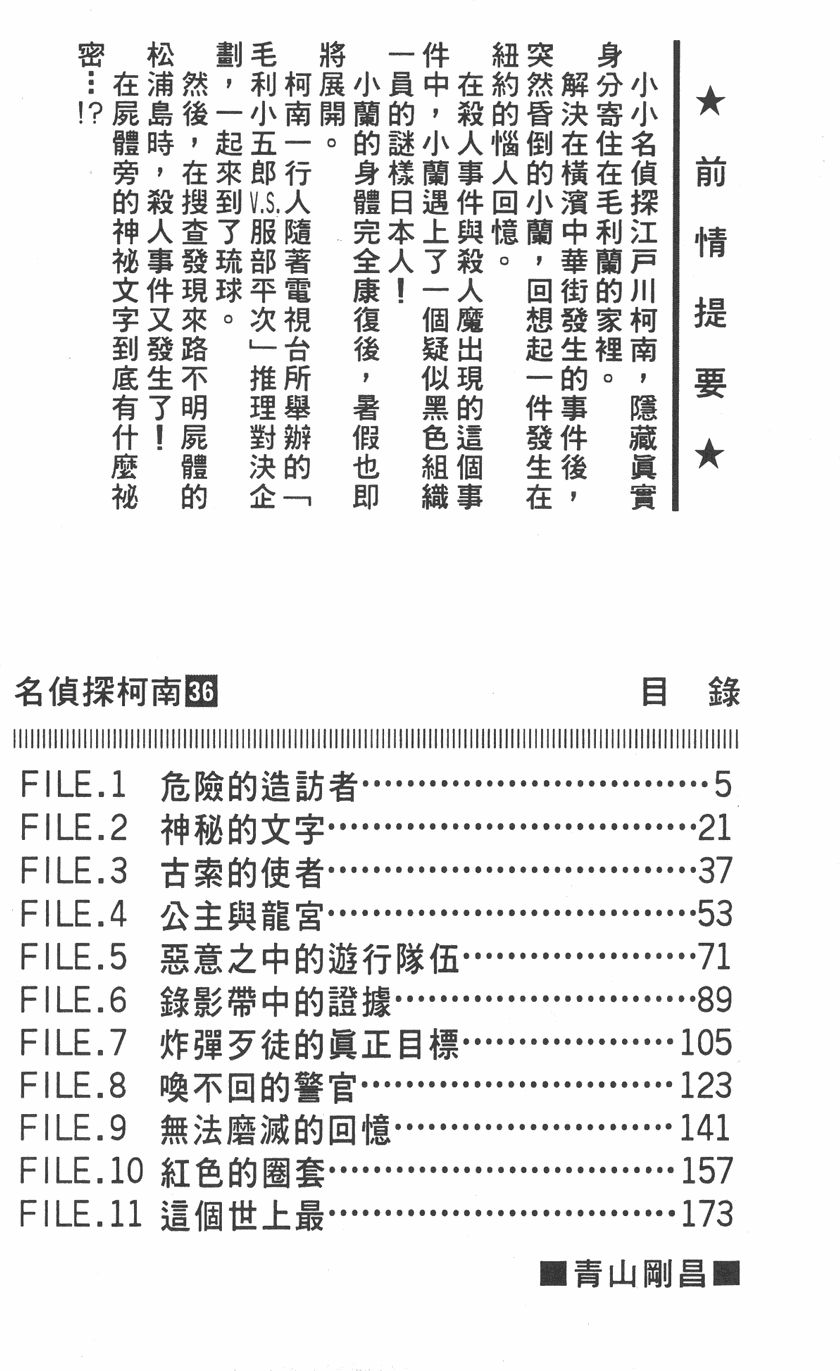 ★前情提要★
小小名偵探江戶川柯南，隱藏眞實
身分寄住在毛利蘭的家裡。
解決在橫濱中華街發生的事件後，
突然昏倒的小蘭，回想起一件發生在
紐約的惱人回憶。
在殺人事件與殺人魔出現的這個事
件中，小蘭遇上了一個疑似黑色組織
一員的謎樣日本人！
小蘭的身體完全康復後，暑假也即
將展開。
柯南一行人隨著電視台所舉辦的「
毛利小五郎V.S.服部平次」推理對決企
劃，一起來到了琉球。
然後，在搜查發現來路不明屍體的
松浦島時，殺人事件又發生了！
在屍體旁的神祕文字到底有什麼祕
密…!?
名偵探柯南36 目 錄
FILE.1 危險的造訪者……………………………5
FILE.2 神秘的文字………………………………21
FILE.3 古索的使者………………………………37
FILE.4 公主與龍宮………………………………53
FILE.5 惡意之中的遊行隊伍……………………71
FILE.6 錄影帶中的證據…………………………89
FILE.7 炸彈歹徒的眞正目標…………………105
FILE.8 喚不回的警官…………………………123
FILE.9 無法磨滅的回憶………………………141
FILE.10 紅色的圈套……………………………157
FILE.11 這個世上最……………………………173
■青山剛昌■